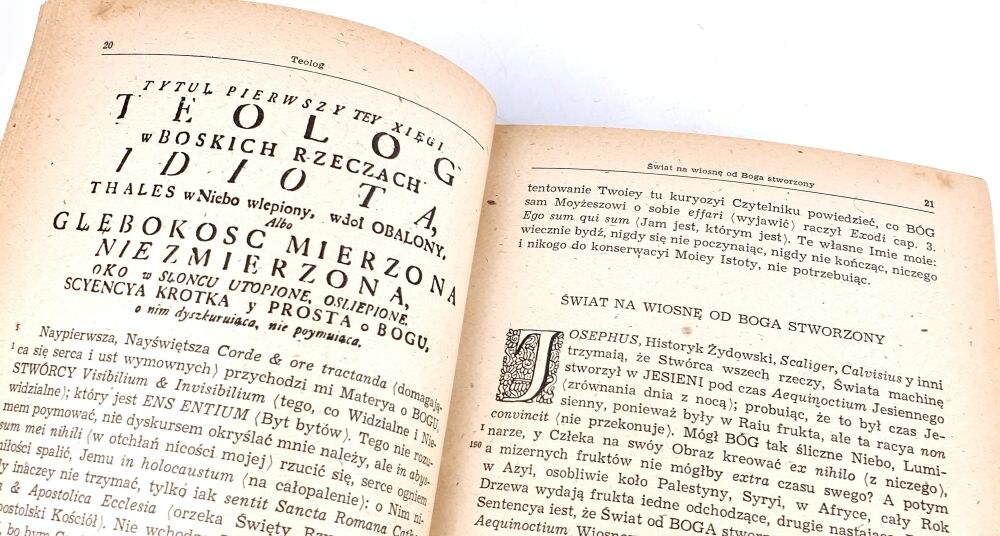 20
Teolog
TYTUŁ PIERWSZY TEY XIĘGI
TEOLOG
w BOSKICH RZECZACH
IDIOTA,
THALES w Niebo wlepiony, w doł OBALONY,
Albo
GŁĘBOKOŚĆ MIERZONA
NIEZMIERZONA,
OKO w SŁONCU UTOPIONE, OSLIEPIONE,
SCYENCYA KROTKA y PROSTA o BOGU,
o nim dyszkuruiąca, nie poymuiąca.
1 Naypierwsza, Nayświętsza Corde & ore tractanda (domagają-
1 ca się serca i ust wymownych) przychodzi mi Materya o BOGU,
STWÓRCY Visibilium & Invisibilium (tego, co Widzialne i Nie-
widzialne); który jest ENS ENTIUM (Byt bytów). Tego nie rozu-
mem poymować, nie dyskursem okryślać mnie należy, ale in abys-
sum mei nihili (w otchłań nicości mojej) rzucić się, serce ogniem
miłości spalić, Jemu in holocaustum (na całopalenie); o Nim ni-
inaczey nie trzymać, tylko iak sentit Sancta Romana Catho-
& Apostolica Ecclesia (orzeka Święty
Kościół). Nie
Świat na wiosnę od Boga stworzony
21
tentowanie Twoiey tu kuryozyi Czytelniku powiedzieć, co BÓG
sam Moyżeszowi o sobie effari (wyjawić) raczył Exodi cap. 3.
Ego sum qui sum (Jam jest, którym jest). Te własne Imie moie:
wiecznie bydź, nigdy się nie poczynaiąc, nigdy nie kończąc, niczego
i nikogo do konserwacyi Moiey Istoty, nie potrzebuiąc.
ŚWIAT NA WIOSNĘ OD BOGA STWORZONY
JOSEPHUS, Historyk Żydowski, Scaliger, Calvisius y inni
trzymaią, że Stwórca wszech rzeczy, Świata machinę
stworzył w JESIENI pod czas Aequinoctium Jesiennego
(zrównania dnia z nocą); probuiąc, że to był czas Je-
sienny, ponieważ były w Raiu frukta, ale ta racya non
convincit (nie przekonuje). Mógł BÓG tak śliczne Niebo, Lumi-
1 narze, y Człeka na swóy Obraz kreować ex nihilo (z niczego),
190 a mizernych fruktów nie mógłby extra czasu swego? A potym
w Azyi, osobliwie koło Palestyny, Syryi, w Afryce, cały Rok
Drzewa wydają frukta iedne odchodzące, drugie
Sentencya iest, że Świat od BOGA
Aequinoctium